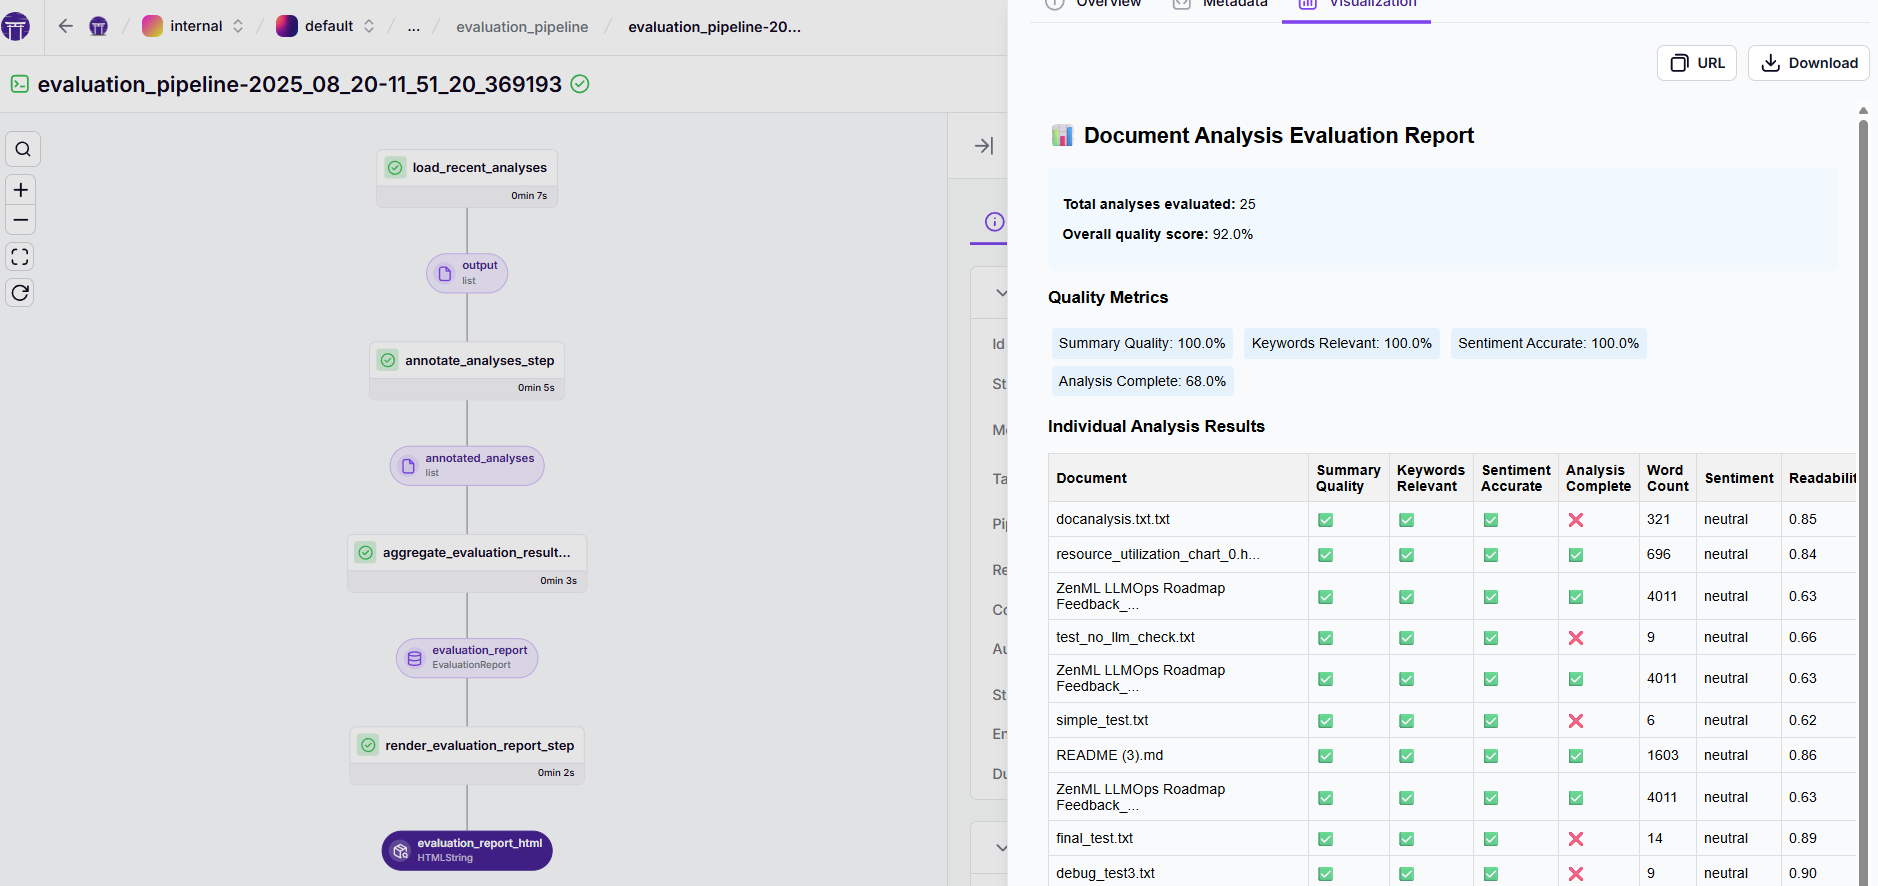 internal
default
...
evaluation_pipeline
evaluation_pipeline-20...
evaluation_pipeline-2025_08_20-11_51_20_369193
load_recent_analyses
0min 7s
output
list
annotate_analyses_step
0min 5s
annotated_analyses
list
aggregate_evaluation_result...
0min 3s
evaluation_report
EvaluationReport
render_evaluation_report_step
0min 2s
evaluation_report_html
HTMLString
Id
St
Ta
Pi
Re
Co
Au
St
En
Du
Overview
Metadata
Visualization
URL
Download
Document Analysis Evaluation Report
Total analyses evaluated: 25
Overall quality score: 92.0%
Quality Metrics
Summary Quality: 100.0%
Keywords Relevant: 100.0%
Sentiment Accurate: 100.0%
Analysis Complete: 68.0%
Individual Analysis Results
Document
Summary Quality
Keywords Relevant
Sentiment Accurate
Analysis Complete
Word Count
Sentiment
Readabilit
docanalysis.txt.txt
321 neutral 0.85
resource_utilization_chart_0.h...
696 neutral 0.84
ZenML LLMOps Roadmap
Feedback_...
4011 neutral 0.63
test_no_llm_check.txt
9 neutral 0.66
ZenML LLMOps Roadmap
Feedback_...
4011 neutral 0.63
simple_test.txt
6 neutral 0.62
README (3).md
1603 neutral 0.86
ZenML LLMOps Roadmap
Feedback_...
4011 neutral 0.63
final_test.txt
14 neutral 0.89
debug_test3.txt
9 neutral 0.90